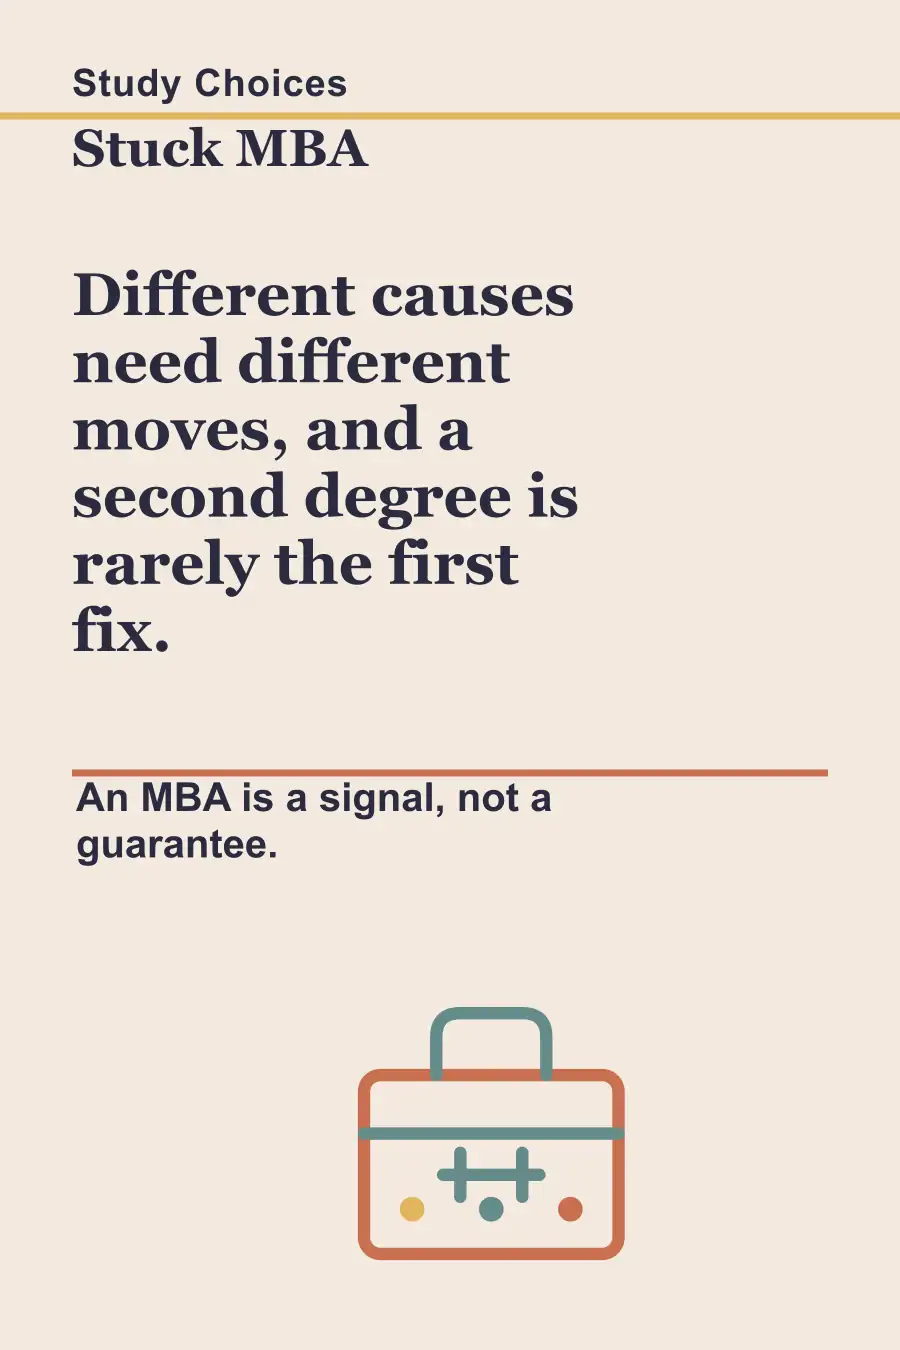 Study Choices
Stuck MBA
Different causes
need different
moves, and a
second degree is
rarely the first
fix.
An MBA is a signal, not a
guarantee.